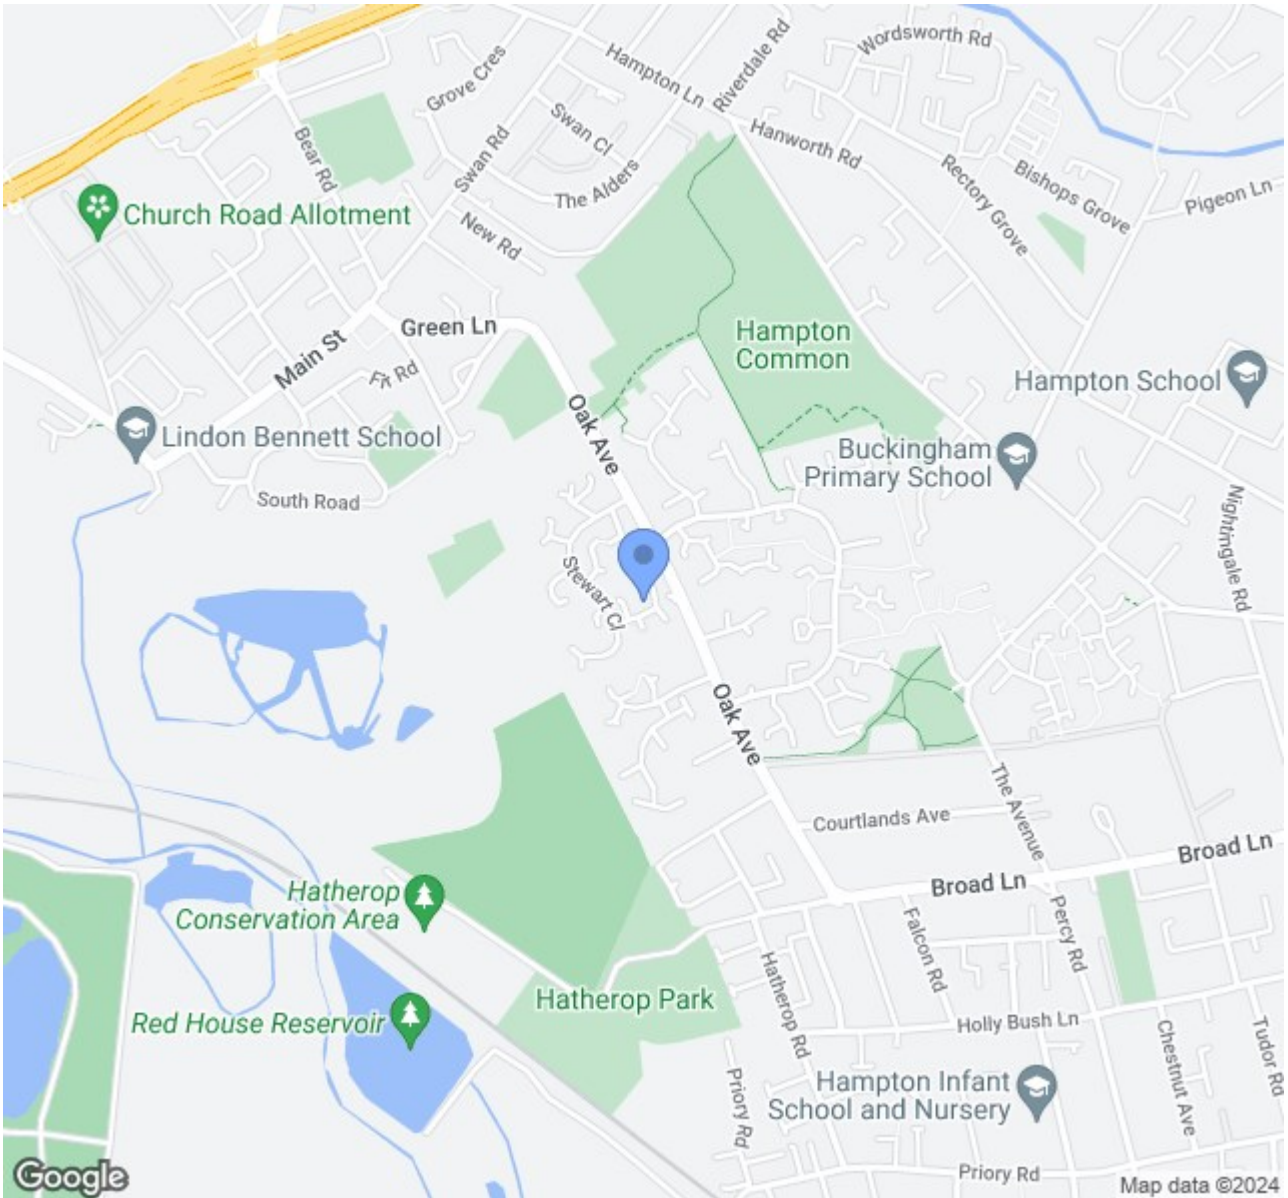 Wordsworth Rd
Riverdale Rd
Hampton Ln
Grove Cres
Swan Cl
Hanworth Rd
Bear Rd
Swan Rd
The Alders
Rectory Grove
Bishops Grove
Pigeon Ln
Church Road Allotment
New Rd
Green Ln
Hampton
Common
Main St
Fir Rd
Hampton School
Oak Ave
Lindon Bennett School
Buckingham
Primary School
South Road
Nightingale Rd
Stewart Cl
Oak Ave
The Avenue
Courtlands Ave
Broad Ln
Broad Ln
Hatherop
Conservation Area
Falcon Rd
Percy Rd
Hatherop Rd
Hatherop Park
Red House Reservoir
Holly Bush Ln
Chestnut Ave
Tudor Rd
Hampton Infant
School and Nursery
Priory Rd
Priory Rd
Google
Map data ©2024